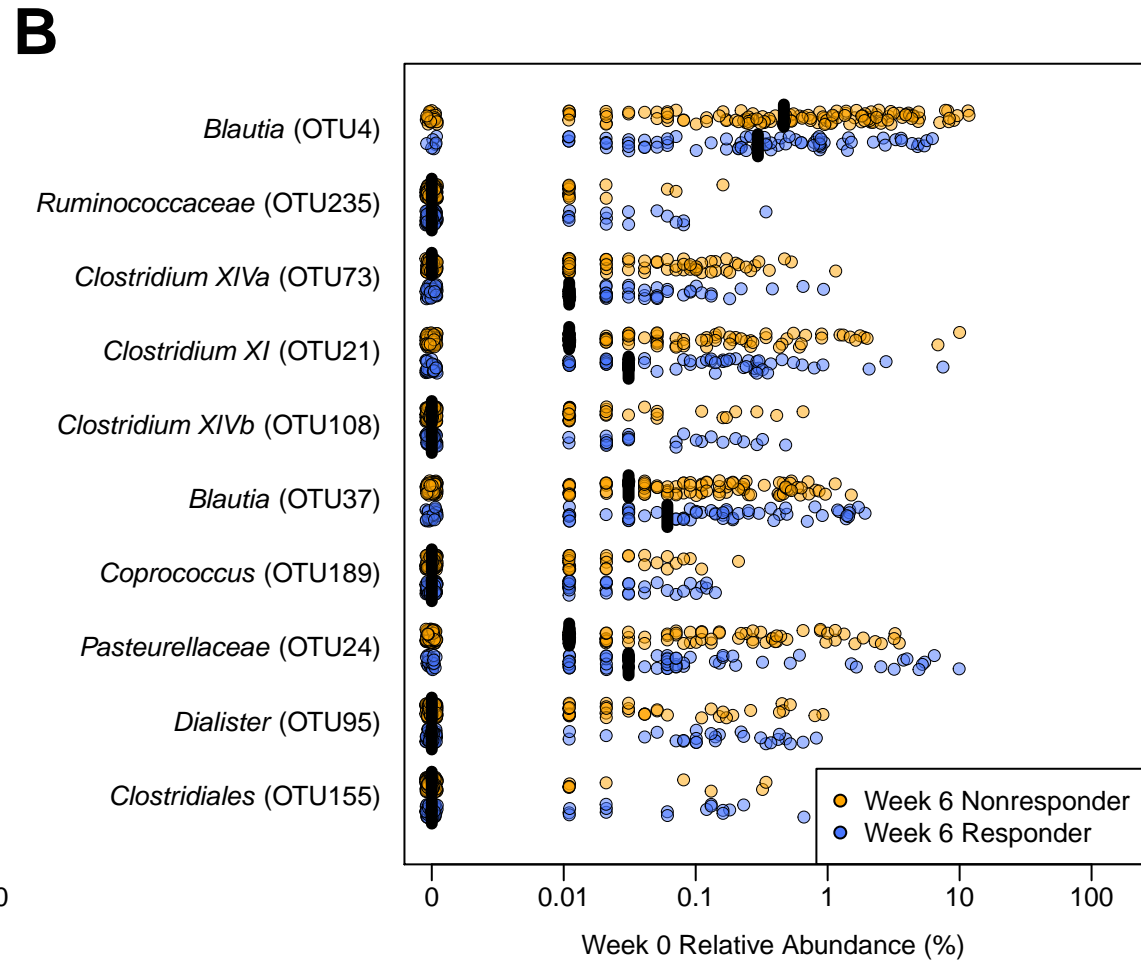 B
Blautia (OTU4)
Ruminococcaceae (OTU235)
Clostridium XIVa (OTU73)
Clostridium XI (OTU21)
Clostridium XIVb (OTU108)
Blautia (OTU37)
Coprococcus (OTU189)
Pasteurellaceae (OTU24)
Dialister (OTU95)
Clostridiales (OTU155)
Week 6 Nonresponder
Week 6 Responder
0 0 0.01 0.1 1 10 100
Week 0 Relative Abundance (%)